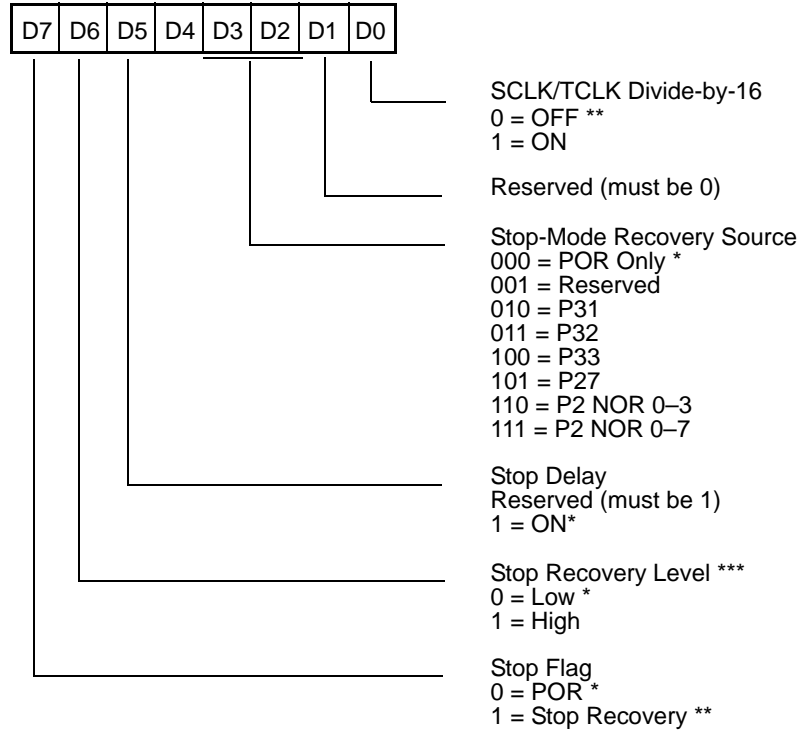 D7 D6 D5 D4 D3 D2 D1 D0
SCLK/TCLK Divide-by-16
0 = OFF **
1 = ON
Reserved (must be 0)
Stop-Mode Recovery Source
000 = POR Only *
001 = Reserved
010 = P31
011 = P32
100 = P33
101 = P27
110 = P2 NOR 0–3
111 = P2 NOR 0–7
Stop Delay
Reserved (must be 1)
1 = ON*
Stop Recovery Level ***
0 = Low *
1 = High
Stop Flag
0 = POR *
1 = Stop Recovery **